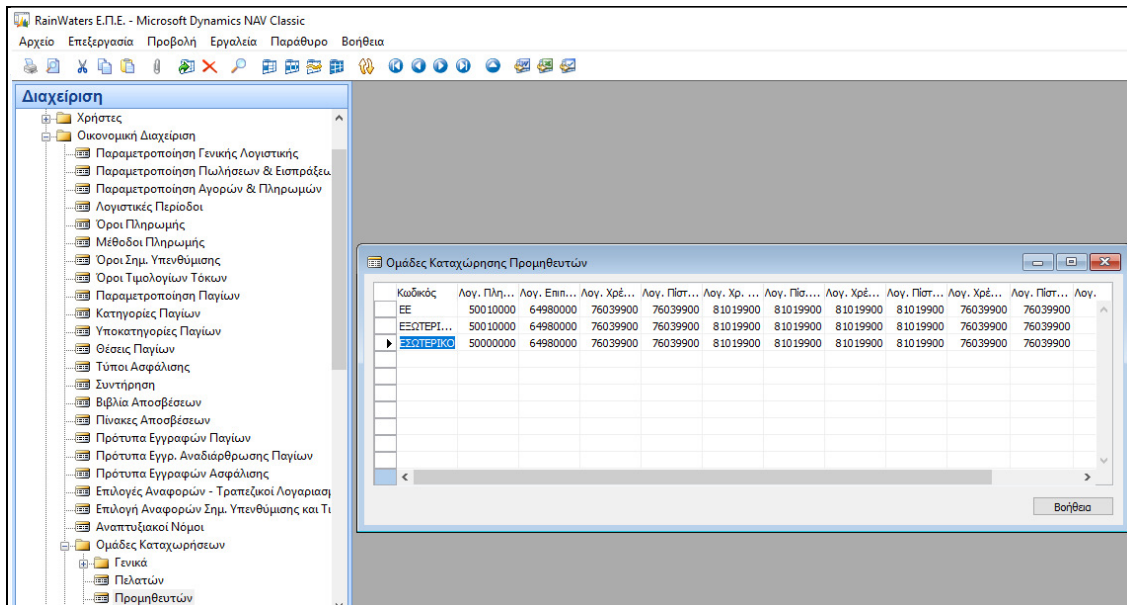 RainWaters Ε.Π.Ε. - Microsoft Dynamics NAV Classic
Αρχείο Επεξεργασία Προβολή Εργαλεία Παράθυρο Βοήθεια
Διαχείριση
Χρήστες
Οικονομική Διαχείριση
Παραμετροποίηση Γενικής Λογιστικής
Παραμετροποίηση Πωλήσεων & Εισπράξεω
Παραμετροποίηση Αγορών & Πληρωμών
Λογιστικές Περίοδοι
Όροι Πληρωμής
Μέθοδοι Πληρωμής
Όροι Σημ. Υπενθύμισης
Όροι Τιμολογίων Τόκων
Παραμετροποίηση Παγίων
Κατηγορίες Παγίων
Υποκατηγορίες Παγίων
Θέσεις Παγίων
Τύποι Ασφάλισης
Συντήρηση
Βιβλία Αποσβέσεων
Πίνακες Αποσβέσεων
Πρότυπα Εγγραφών Παγίων
Πρότυπα Εγγρ. Αναδιάρθρωσης Παγίων
Πρότυπα Εγγραφών Ασφάλισης
Επιλογές Αναφορών - Τραπεζικοί Λογαριασμ
Επιλογή Αναφορών Σημ. Υπενθύμισης και Τι
Αναπτυξιακοί Νόμοι
Ομάδες Καταχωρήσεων
Γενικά
Πελατών
Προμηθευτών
Ομάδες Καταχώρησης Προμηθευτών
Κωδικός Λογ. Πλη... Λογ. Επιπ... Λογ. Χρέ... Λογ. Πίστ... Λογ. Χρ. ... Λογ. Πίσ.... Λογ. Χρέ... Λογ. Πίστ... Λογ. Χρέ... Λογ. Πίστ... Λογ.
ΕΕ 50010000 64980000 76039900 76039900 81019900 81019900 81019900 81019900 76039900 76039900
ΕΞΩΤΕΡΙ... 50010000 64980000 76039900 76039900 81019900 81019900 81019900 81019900 76039900 76039900
ΕΣΩΤΕΡΙΚΟ 50000000 64980000 76039900 76039900 81019900 81019900 81019900 81019900 76039900 76039900
Βοήθεια